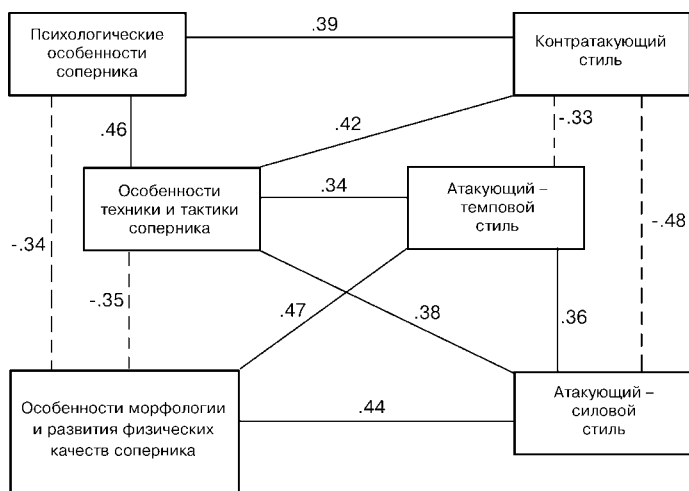 Психологические
особенности
соперника
.39
Контратакующий
стиль
.46
.42
-.33
Особенности
техники и тактики
соперника
.34
Атакующий –
темповой
стиль
-.34
-.35
-.48
.47
.38
.36
Особенности морфологии
и развития физических
качеств соперника
.44
Атакующий –
силовой
стиль